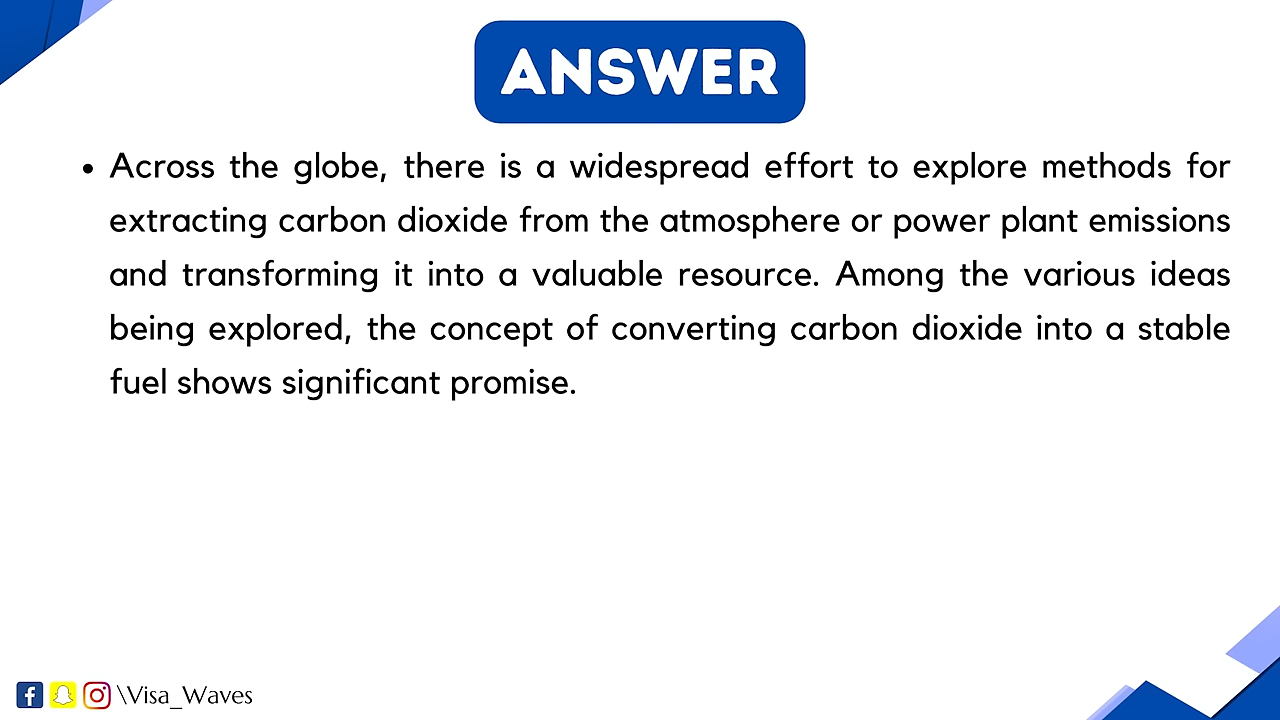 ANSWER
• Across the globe, there is a widespread effort to explore methods for
extracting carbon dioxide from the atmosphere or power plant emissions
and transforming it into a valuable resource. Among the various ideas
being explored, the concept of converting carbon dioxide into a stable
fuel shows significant promise.
\Visa_Waves